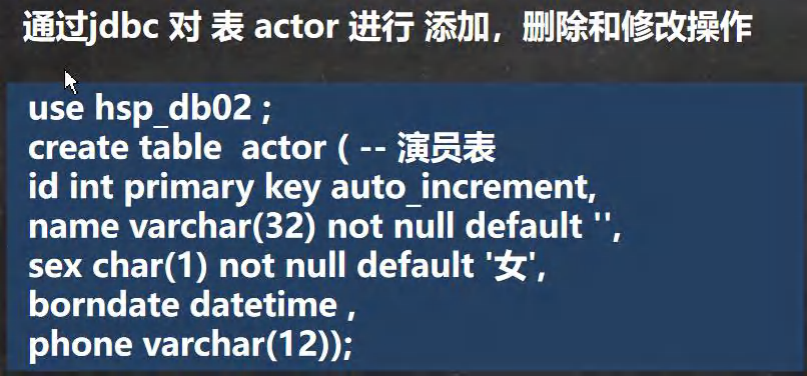 通过jdbc 对 表 actor 进行 添加，删除和修改操作
use hsp_db02 ;
create table  actor ( -- 演员表
id int primary key auto_increment,
name varchar(32) not null default '',
sex char(1) not null default '女',
borndate datetime ,
phone varchar(12));